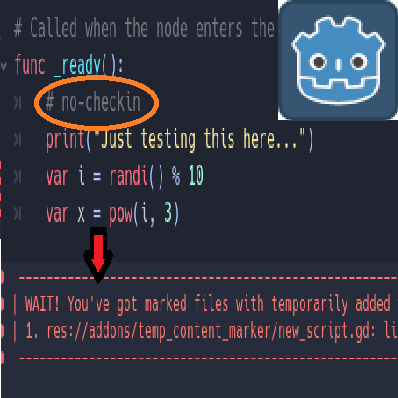 # Called when the node enters the
func _ready():
# no-checkin
print("Just testing this here...")
var i = randi() % 10
var x = pow(i, 3)
------------------------------------------------
| WAIT! You've got marked files with temporarily added
| 1. res://addons/temp_content_marker/new_script.gd: li
------------------------------------------------